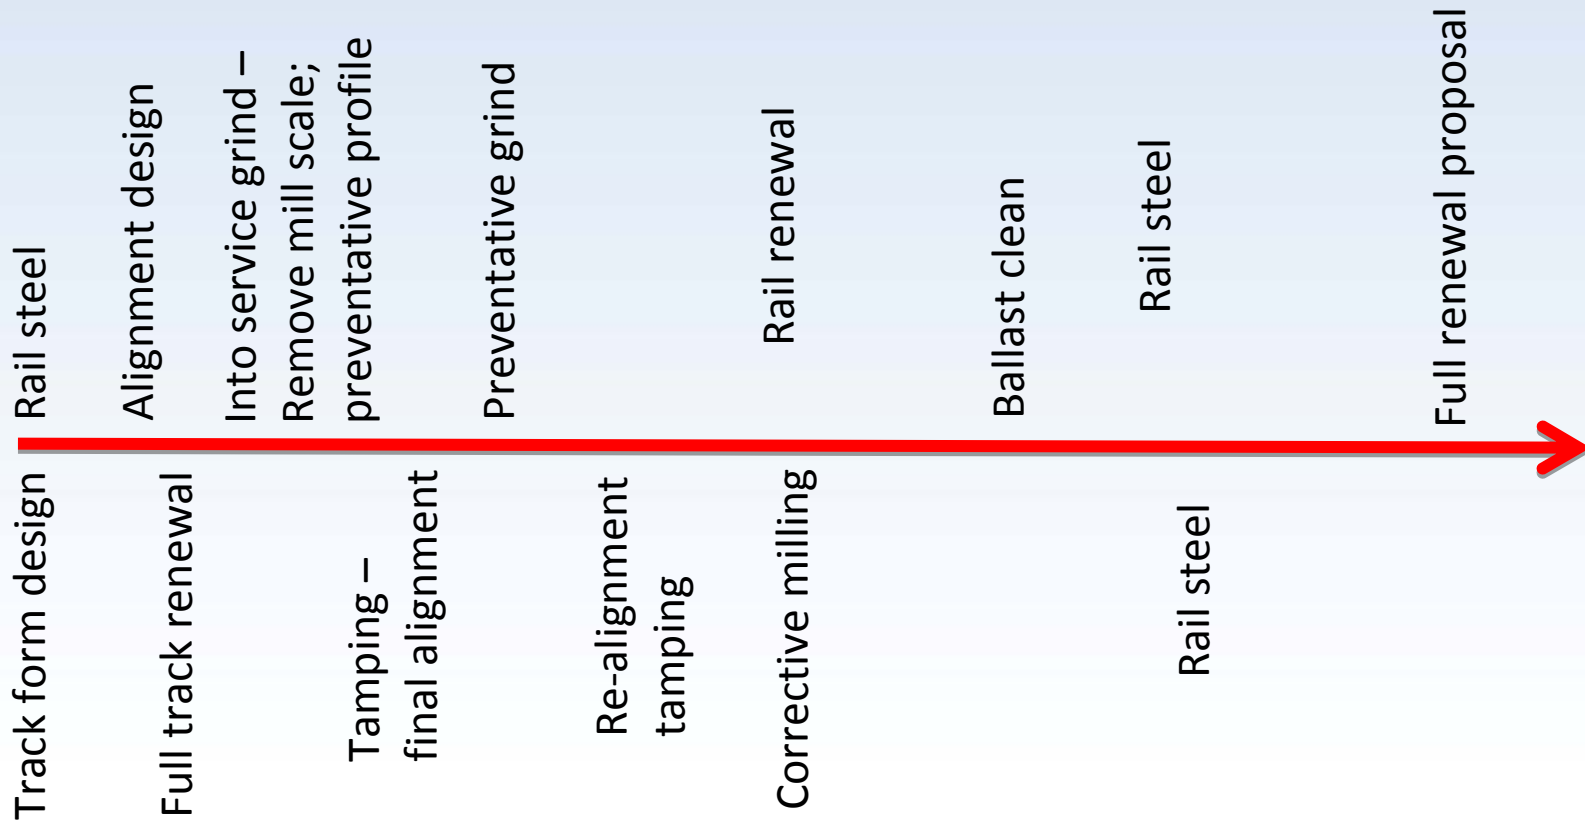 Rail steel
Alignment design
Into service grind –
Remove mill scale;
preventative profile
Preventative grind
Rail renewal
Ballast clean
Rail steel
Full renewal proposal
Track form design
Full track renewal
Tamping –
final alignment
Re-alignment
tamping
Corrective milling
Rail steel